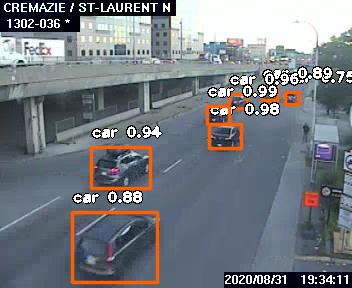 CREMAZIE / ST-LAURENT N
1302-036 *
FedEx
car 0.89
car 0.96
0.75
car 0.99
car 0.98
car 0.94
car 0.88
2020/08/31 19:34:11